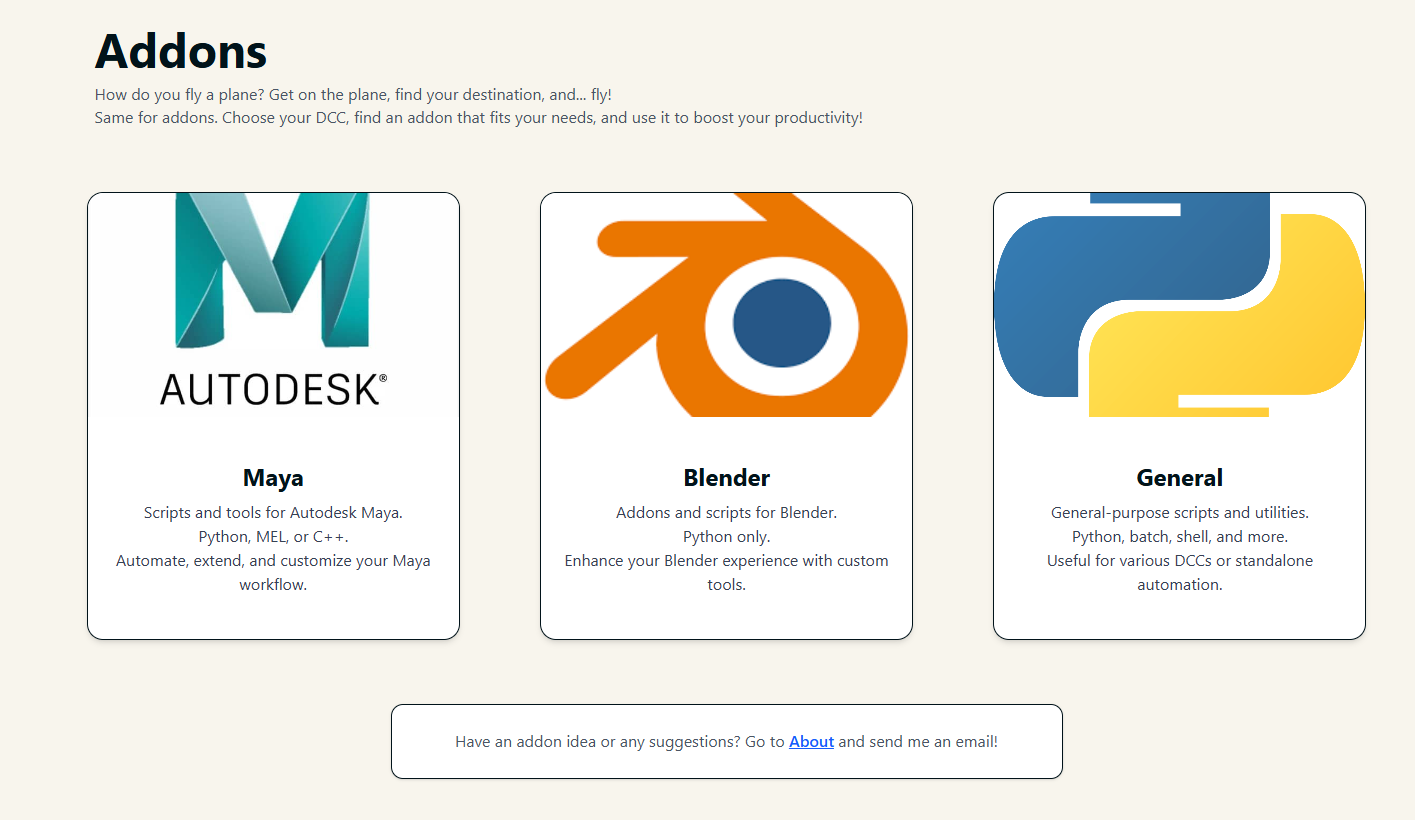 Addons
How do you fly a plane? Get on the plane, find your destination, and... fly!
Same for addons. Choose your DCC, find an addon that fits your needs, and use it to boost your productivity!
AUTODESK®
Maya
Scripts and tools for Autodesk Maya.
Python, MEL, or C++.
Automate, extend, and customize your Maya
workflow.
Blender
Addons and scripts for Blender.
Python only.
Enhance your Blender experience with custom
tools.
General
General-purpose scripts and utilities.
Python, batch, shell, and more.
Useful for various DCCs or standalone
automation.
Have an addon idea or any suggestions? Go to About and send me an email!